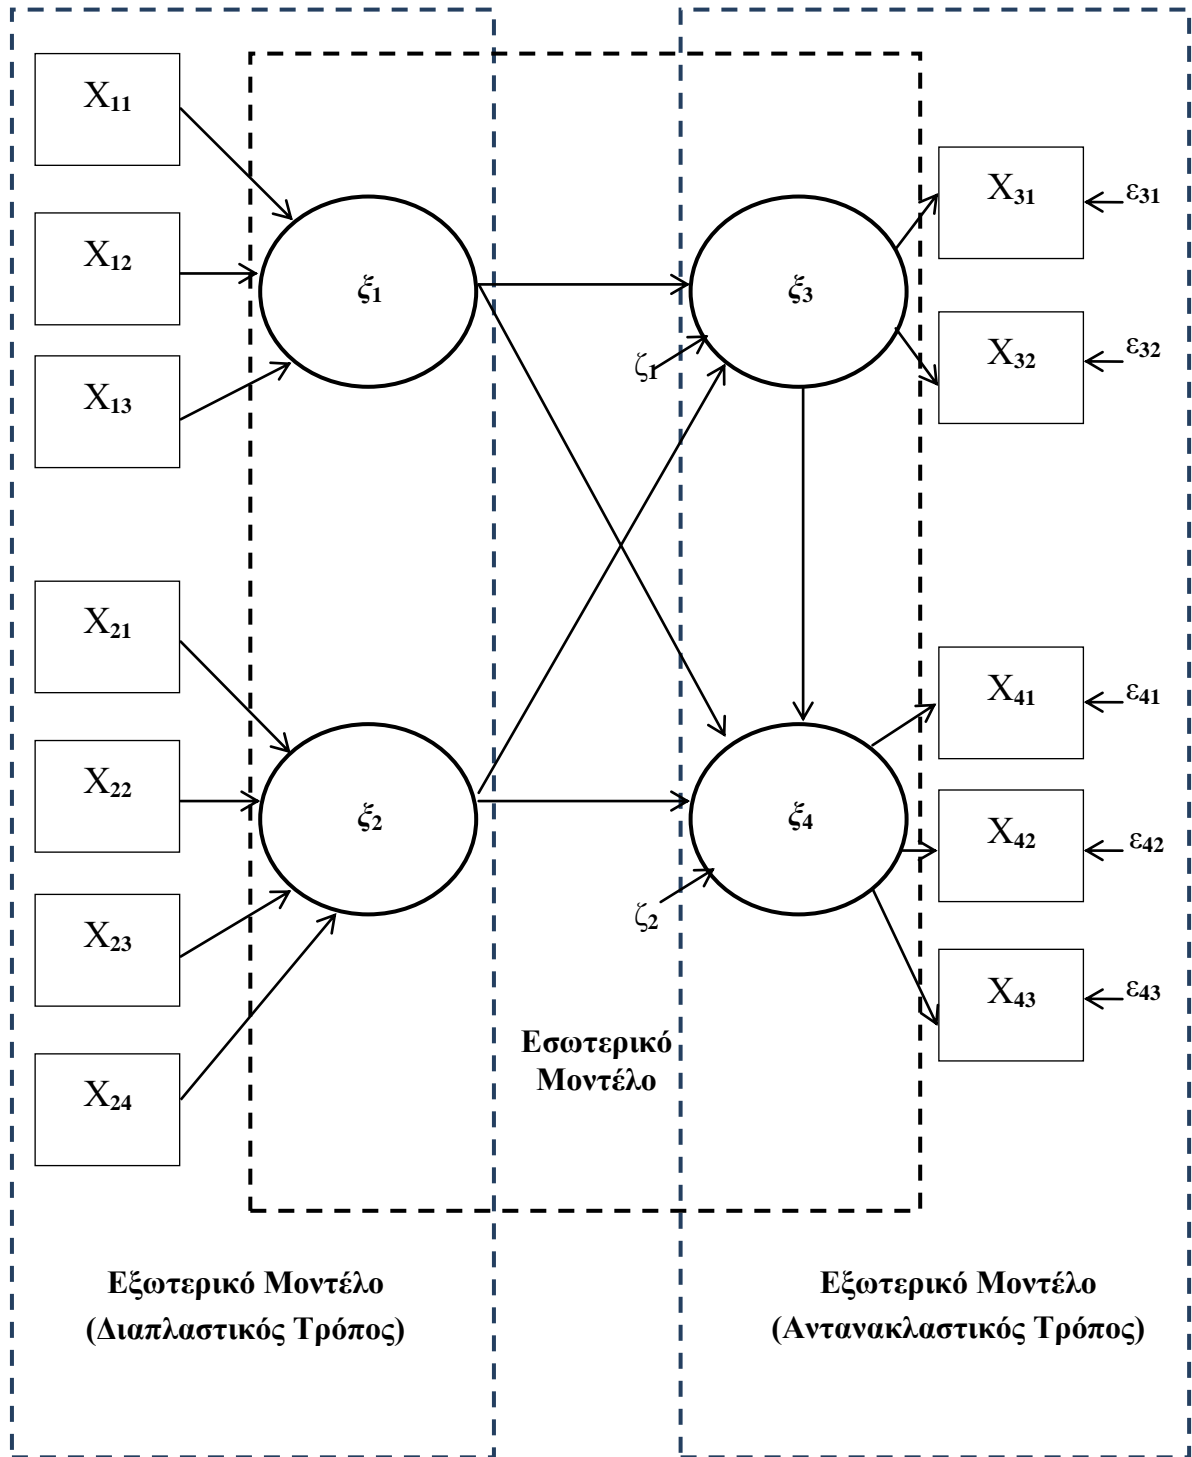 X11
X12
X13
X21
X22
X23
X24
ξ1
ξ2
ξ3
ζ1
ξ4
ζ2
X31
ε31
X32
ε32
X41
ε41
X42
ε42
X43
ε43
Εσωτερικό
Μοντέλο
Εξωτερικό Μοντέλο
(Διαπλαστικός Τρόπος)
Εξωτερικό Μοντέλο
(Αντανακλαστικός Τρόπος)